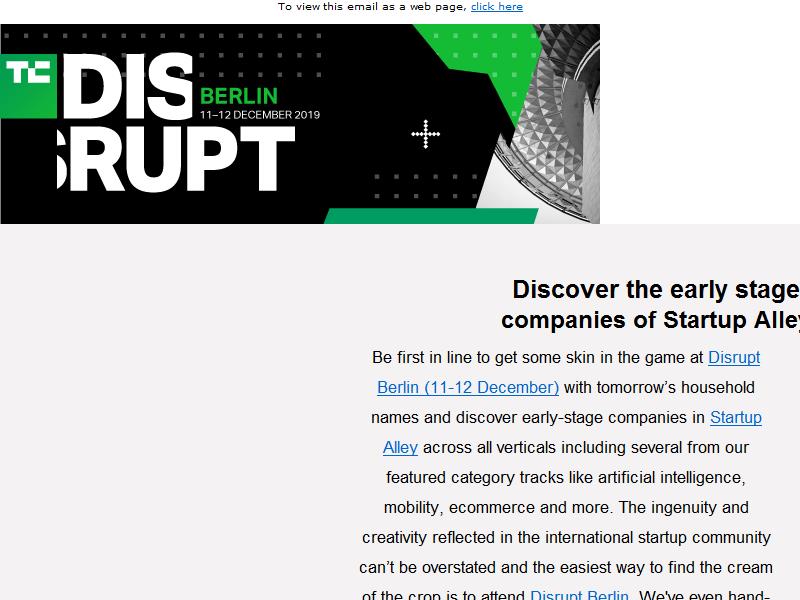 To view this email as a web page, click here
TC
DIS
BERLIN
11–12 DECEMBER 2019
SRUPT
Discover the early stage
companies of Startup Alley
Be first in line to get some skin in the game at Disrupt
Berlin (11-12 December) with tomorrow’s household
names and discover early-stage companies in Startup
Alley across all verticals including several from our
featured category tracks like artificial intelligence,
mobility, ecommerce and more. The ingenuity and
creativity reflected in the international startup community
can’t be overstated and the easiest way to find the cream
of the crop is to attend Disrupt Berlin. We've even hand-